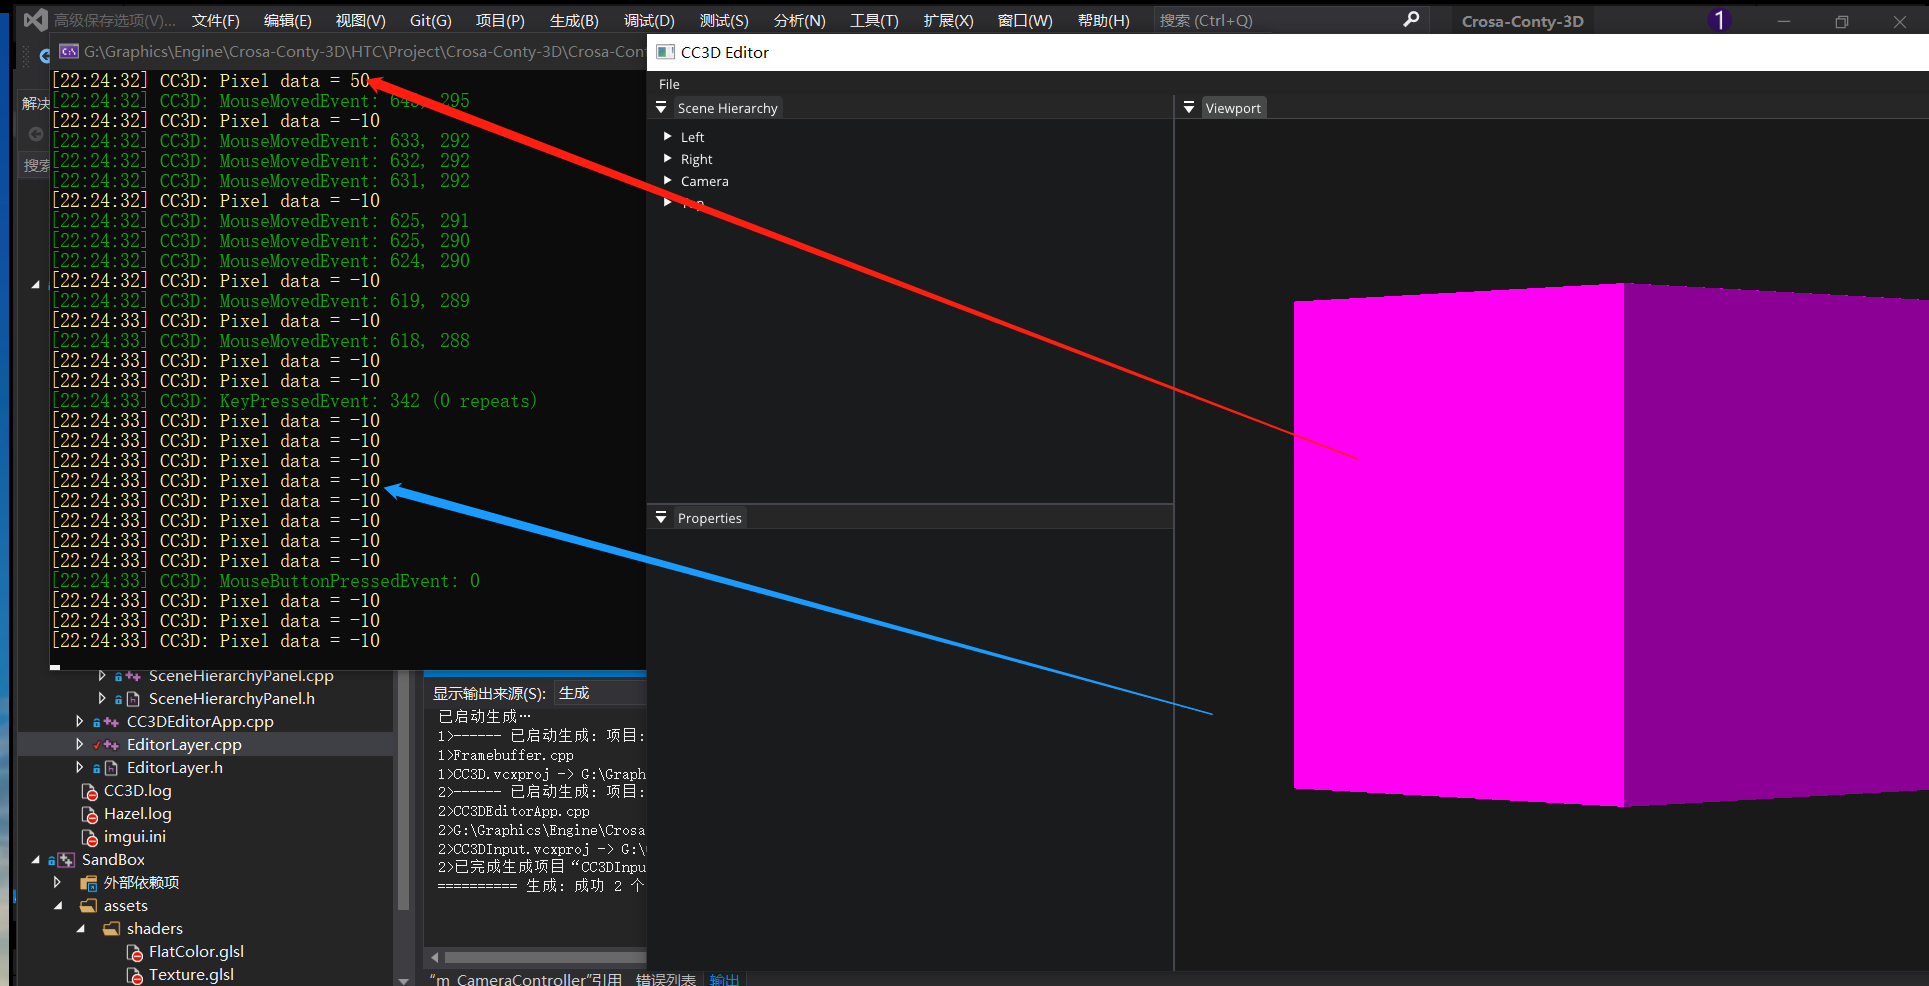 高级保存选项(V)... 文件(F) 编辑(E) 视图(V) Git(G) 项目(P) 生成(B) 调试(D) 测试(S) 分析(N) 工具(T) 扩展(X) 窗口(W) 帮助(H) 搜索 (Ctrl+Q) Crosa-Conty-3D 1
G:\Graphics\Engine\Crosa-Conty-3D\HTC\Project\Crosa-Conty-3D\Crosa-Con
解决
搜索
[22:24:32] CC3D: Pixel data = 50
[22:24:32] CC3D: MouseMovedEvent: 295
[22:24:32] CC3D: Pixel data = -10
[22:24:32] CC3D: MouseMovedEvent: 633, 292
[22:24:32] CC3D: MouseMovedEvent: 632, 292
[22:24:32] CC3D: MouseMovedEvent: 631, 292
[22:24:32] CC3D: Pixel data = -10
[22:24:32] CC3D: MouseMovedEvent: 625, 291
[22:24:32] CC3D: MouseMovedEvent: 625, 290
[22:24:32] CC3D: MouseMovedEvent: 624, 290
[22:24:32] CC3D: Pixel data = -10
[22:24:32] CC3D: MouseMovedEvent: 619, 289
[22:24:33] CC3D: Pixel data = -10
[22:24:33] CC3D: MouseMovedEvent: 618, 288
[22:24:33] CC3D: Pixel data = -10
[22:24:33] CC3D: Pixel data = -10
[22:24:33] CC3D: KeyPressedEvent: 342 (0 repeats)
[22:24:33] CC3D: Pixel data = -10
[22:24:33] CC3D: Pixel data = -10
[22:24:33] CC3D: Pixel data = -10
[22:24:33] CC3D: Pixel data = -10
[22:24:33] CC3D: Pixel data = -10
[22:24:33] CC3D: Pixel data = -10
[22:24:33] CC3D: Pixel data = -10
[22:24:33] CC3D: Pixel data = -10
[22:24:33] CC3D: MouseButtonPressedEvent: 0
[22:24:33] CC3D: Pixel data = -10
[22:24:33] CC3D: Pixel data = -10
[22:24:33] CC3D: Pixel data = -10
CC3D Editor
File
Scene Hierarchy
Left
Right
Camera
Properties
Viewport
SceneHierarchyPanel.cpp
SceneHierarchyPanel.h
CC3DEditorApp.cpp
EditorLayer.cpp
EditorLayer.h
CC3D.log
Hazel.log
imgui.ini
SandBox
外部依赖项
assets
shaders
FlatColor.glsl
Texture.glsl
显示输出来源(S): 生成
已启动生成…
1>------ 已启动生成: 项目:
1>Framebuffer.cpp
1>CC3D.vcxproj -> G:\Graph
2>------ 已启动生成: 项目:
2>CC3DEditorApp.cpp
2>G:\Graphics\Engine\Crosa
2>CC3DInput.vcxproj -> G:\
2>已完成生成项目“CC3DInpu
========== 生成: 成功 2 个
“m_CameraController”引用 错误列表 输出